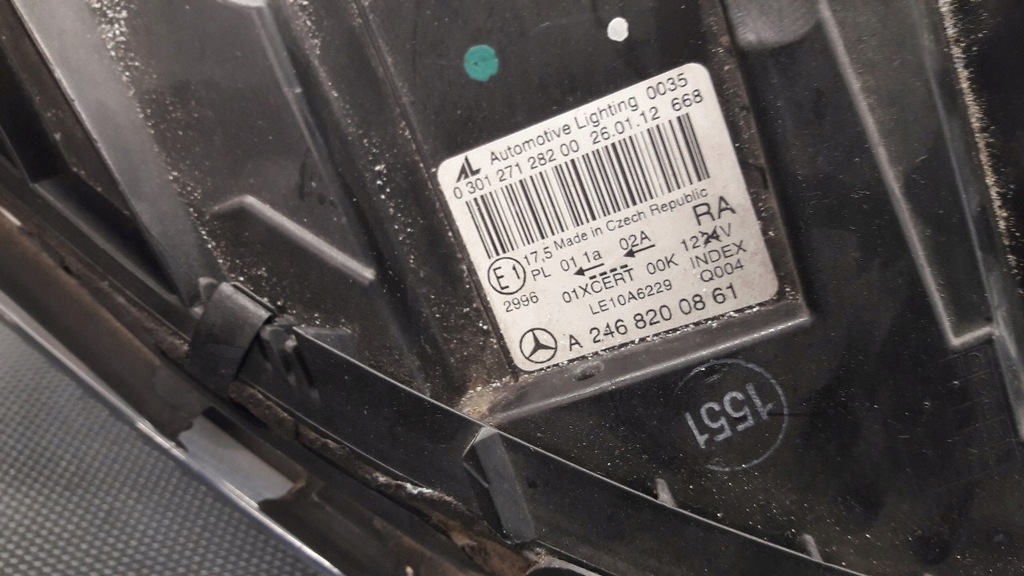 AL Automotive Lighting 0035
0 301 271 282 00 26.01.12 668
17,5 Made in Czech Republic
E1 PL 01 1a 02A RA
2996 01XCERT 00K 1224V
LE10A6229 INDEX
Q004
A 246 820 08 61
1551